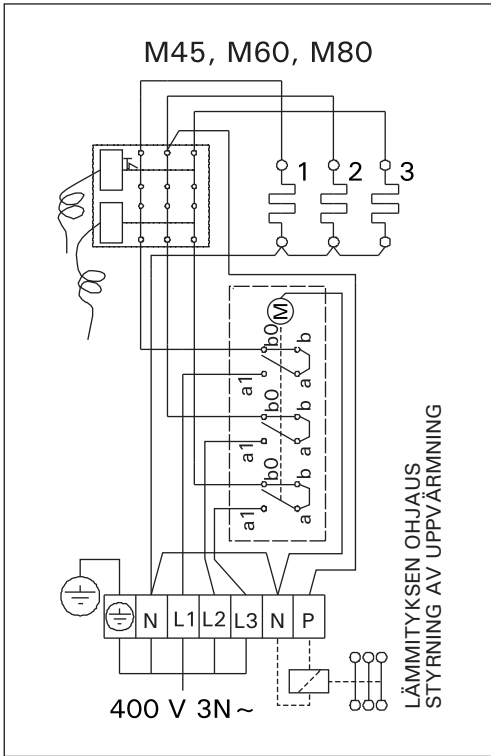 M45, M60, M80
1 2 3
M
b0 b
a1 a
b0 b
a1 a
b0 b
a1 a
N L1 L2 L3 N P
400 V 3N ~
LÄMMITYKSEN OHJAUS
STYRNING AV UPPVÄRMNING